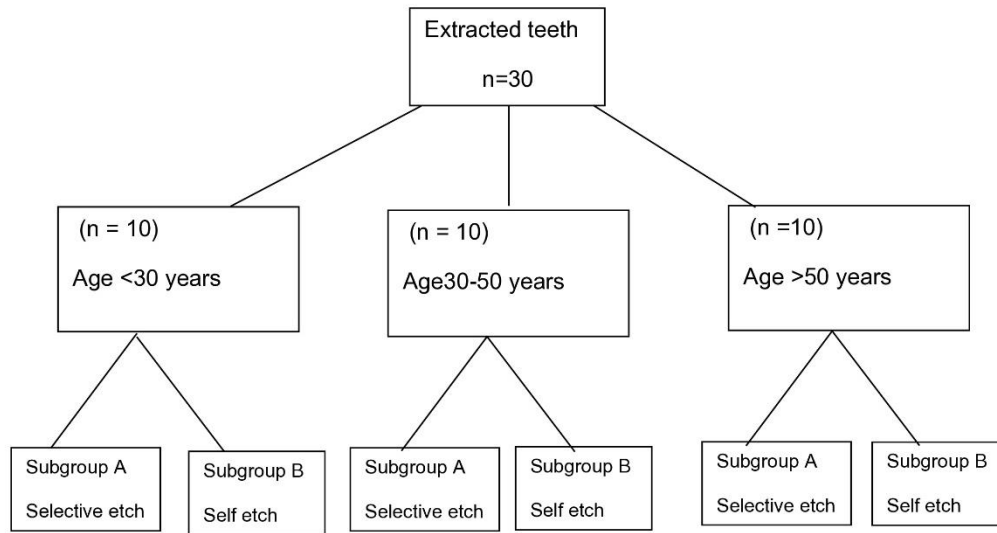 Extracted teeth
n=30
(n = 10)
Age <30 years
(n = 10)
Age30-50 years
(n =10)
Age >50 years
Subgroup A
Selective etch
Subgroup B
Self etch
Subgroup A
Selective etch
Subgroup B
Self etch
Subgroup A
Selective etch
Subgroup B
Self etch